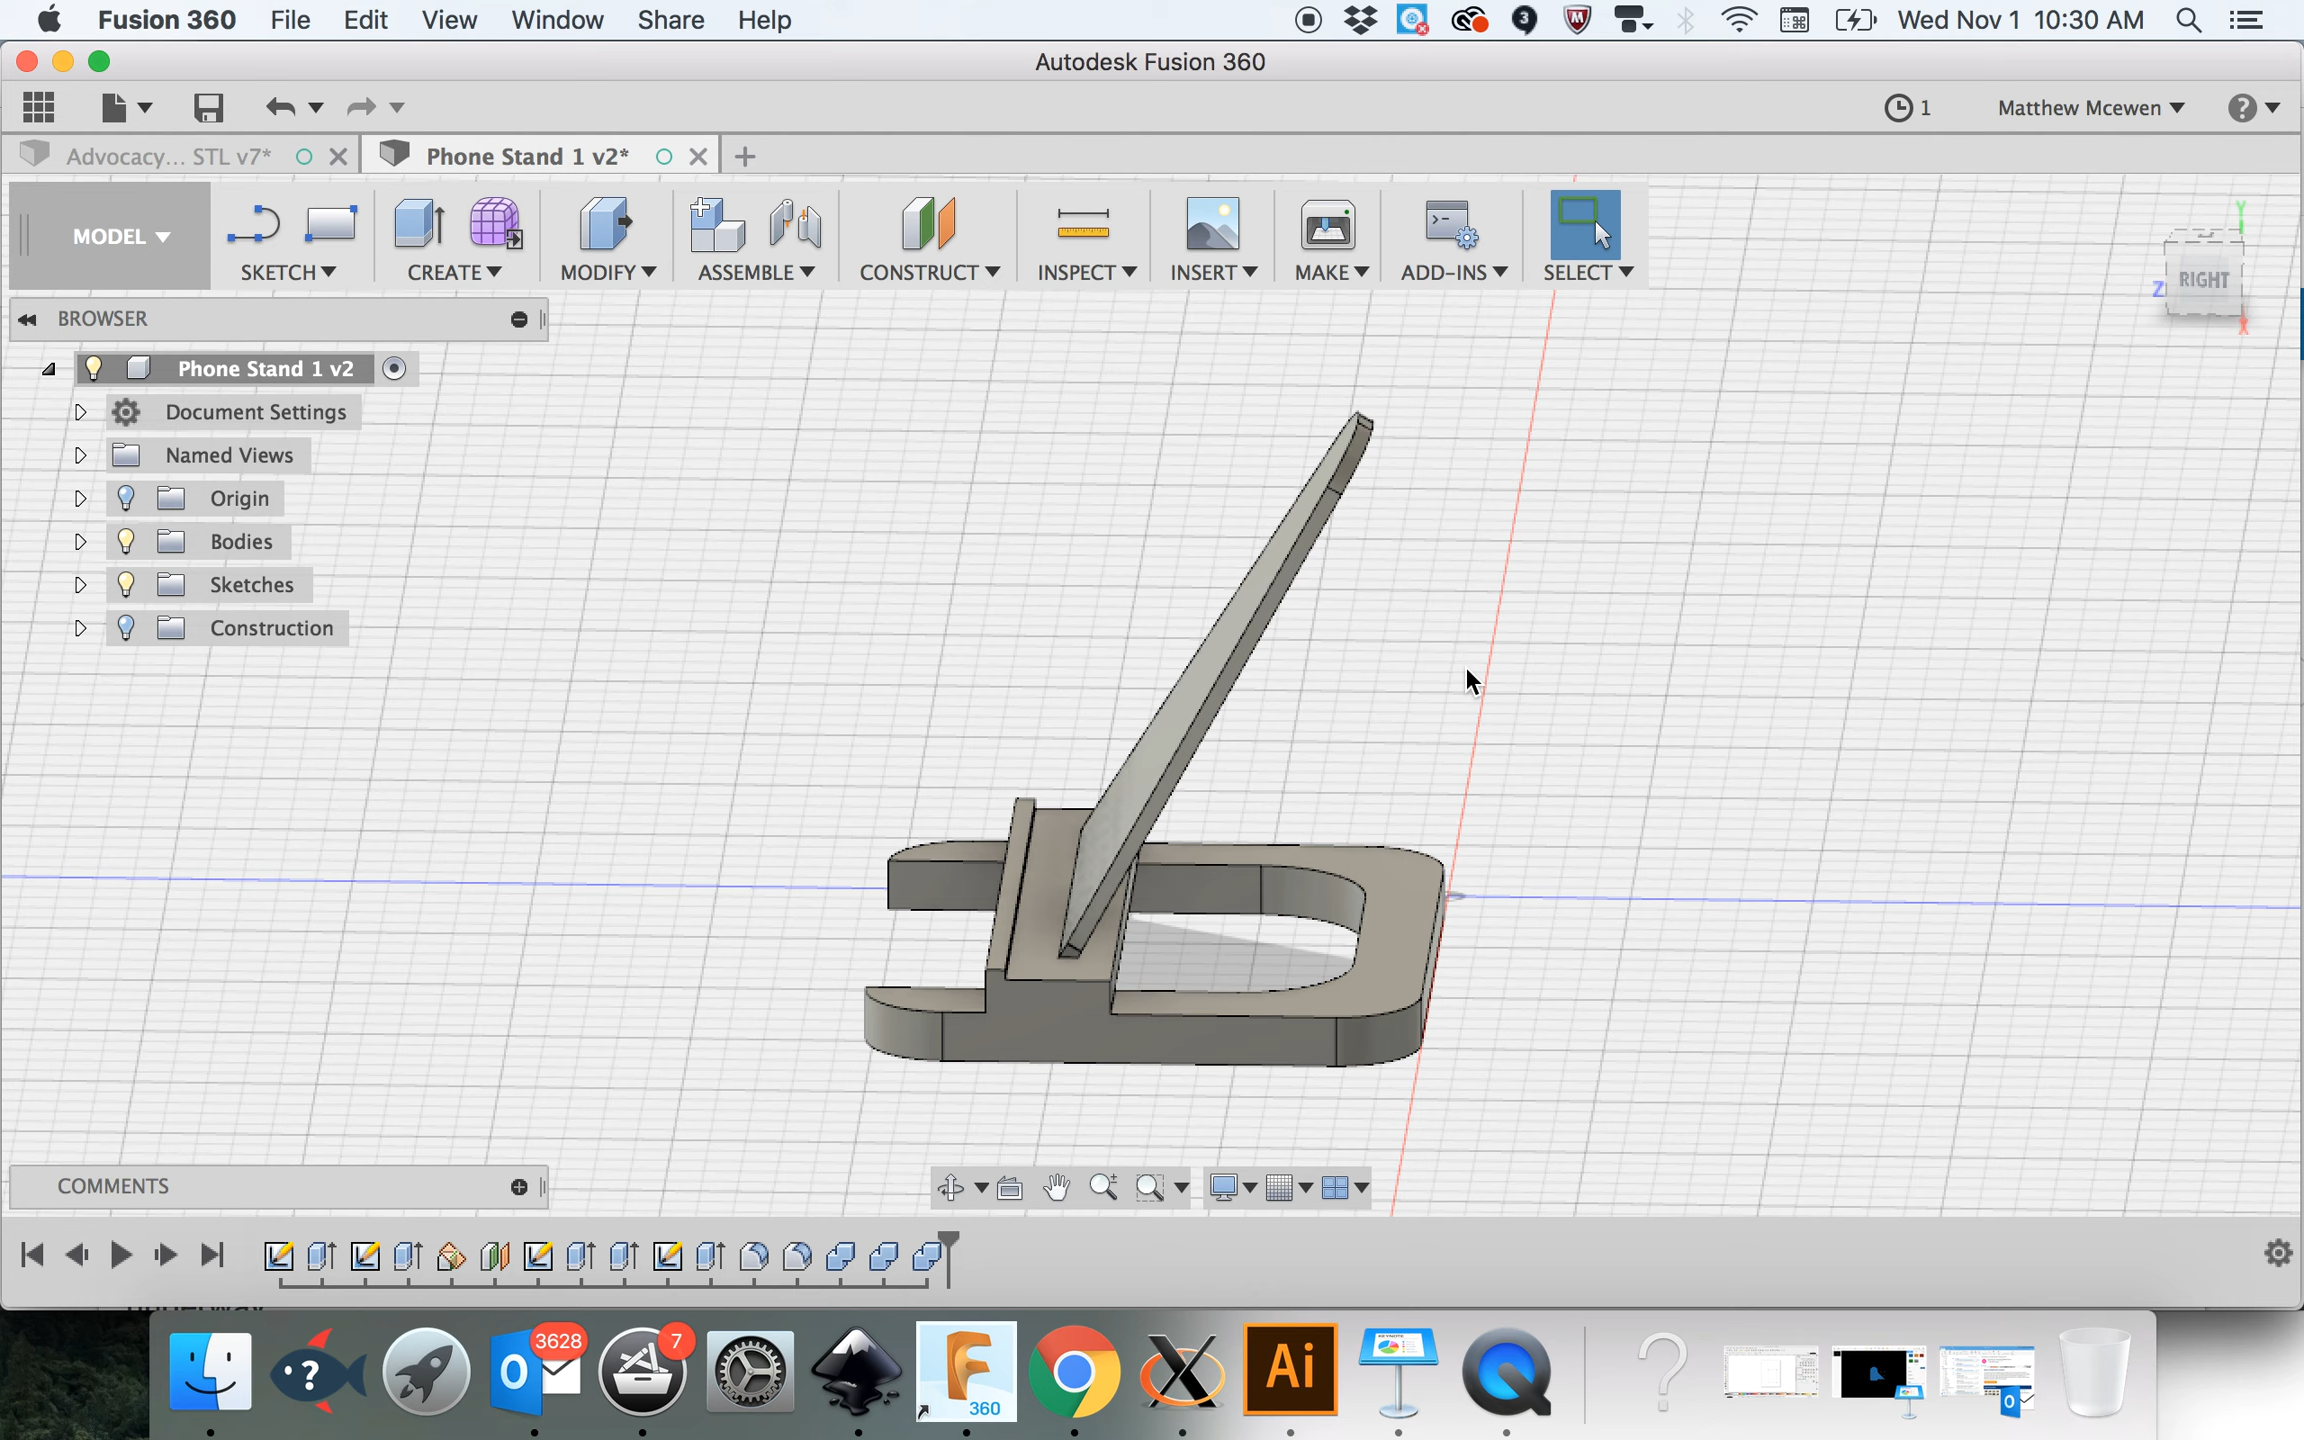 Fusion 360 File Edit View Window Share Help 3 Wed Nov 1 10:30 AM
Autodesk Fusion 360
1 Matthew Mcewen
Advocacy... STL v7* Phone Stand 1 v2*
MODEL SKETCH CREATE MODIFY ASSEMBLE CONSTRUCT INSPECT INSERT MAKE ADD-INS SELECT
Y
RIGHT
Z
X
BROWSER
Phone Stand 1 v2
Document Settings
Named Views
Origin
Bodies
Sketches
Construction
COMMENTS
3628 7
360 Ai